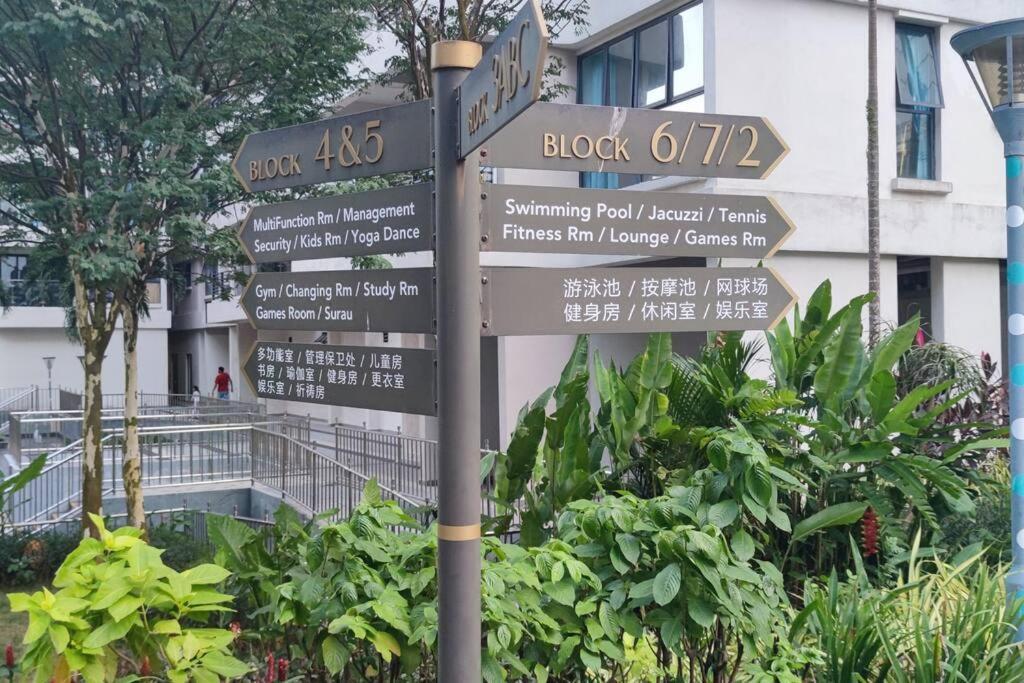 BLOCK 3ABC
BLOCK 4&5
MultiFunction Rm / Management
Security / Kids Rm / Yoga Dance
Gym / Changing Rm / Study Rm
Games Room / Surau
多功能室 / 管理保卫处 / 儿童房
书房 / 瑜伽室 / 健身房 / 更衣室
娱乐室 / 祈祷房
BLOCK 6/7/2
Swimming Pool / Jacuzzi / Tennis
Fitness Rm / Lounge / Games Rm
游泳池 / 按摩池 / 网球场
健身房 / 休闲室 / 娱乐室